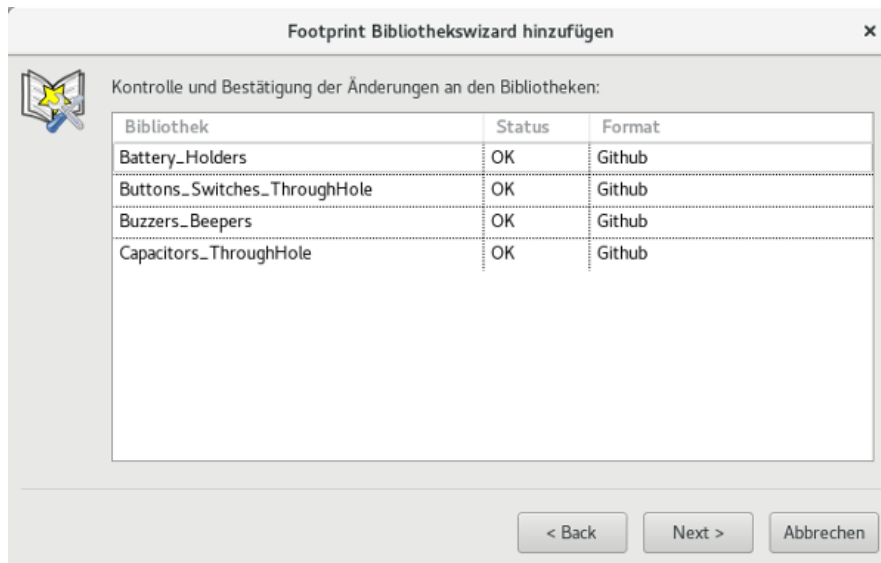 Footprint Bibliothekswizard hinzufügen ×
Kontrolle und Bestätigung der Änderungen an den Bibliotheken:
Bibliothek Status Format
Battery_Holders OK Github
Buttons_Switches_ThroughHole OK Github
Buzzers_Beepers OK Github
Capacitors_ThroughHole OK Github
< Back Next > Abbrechen